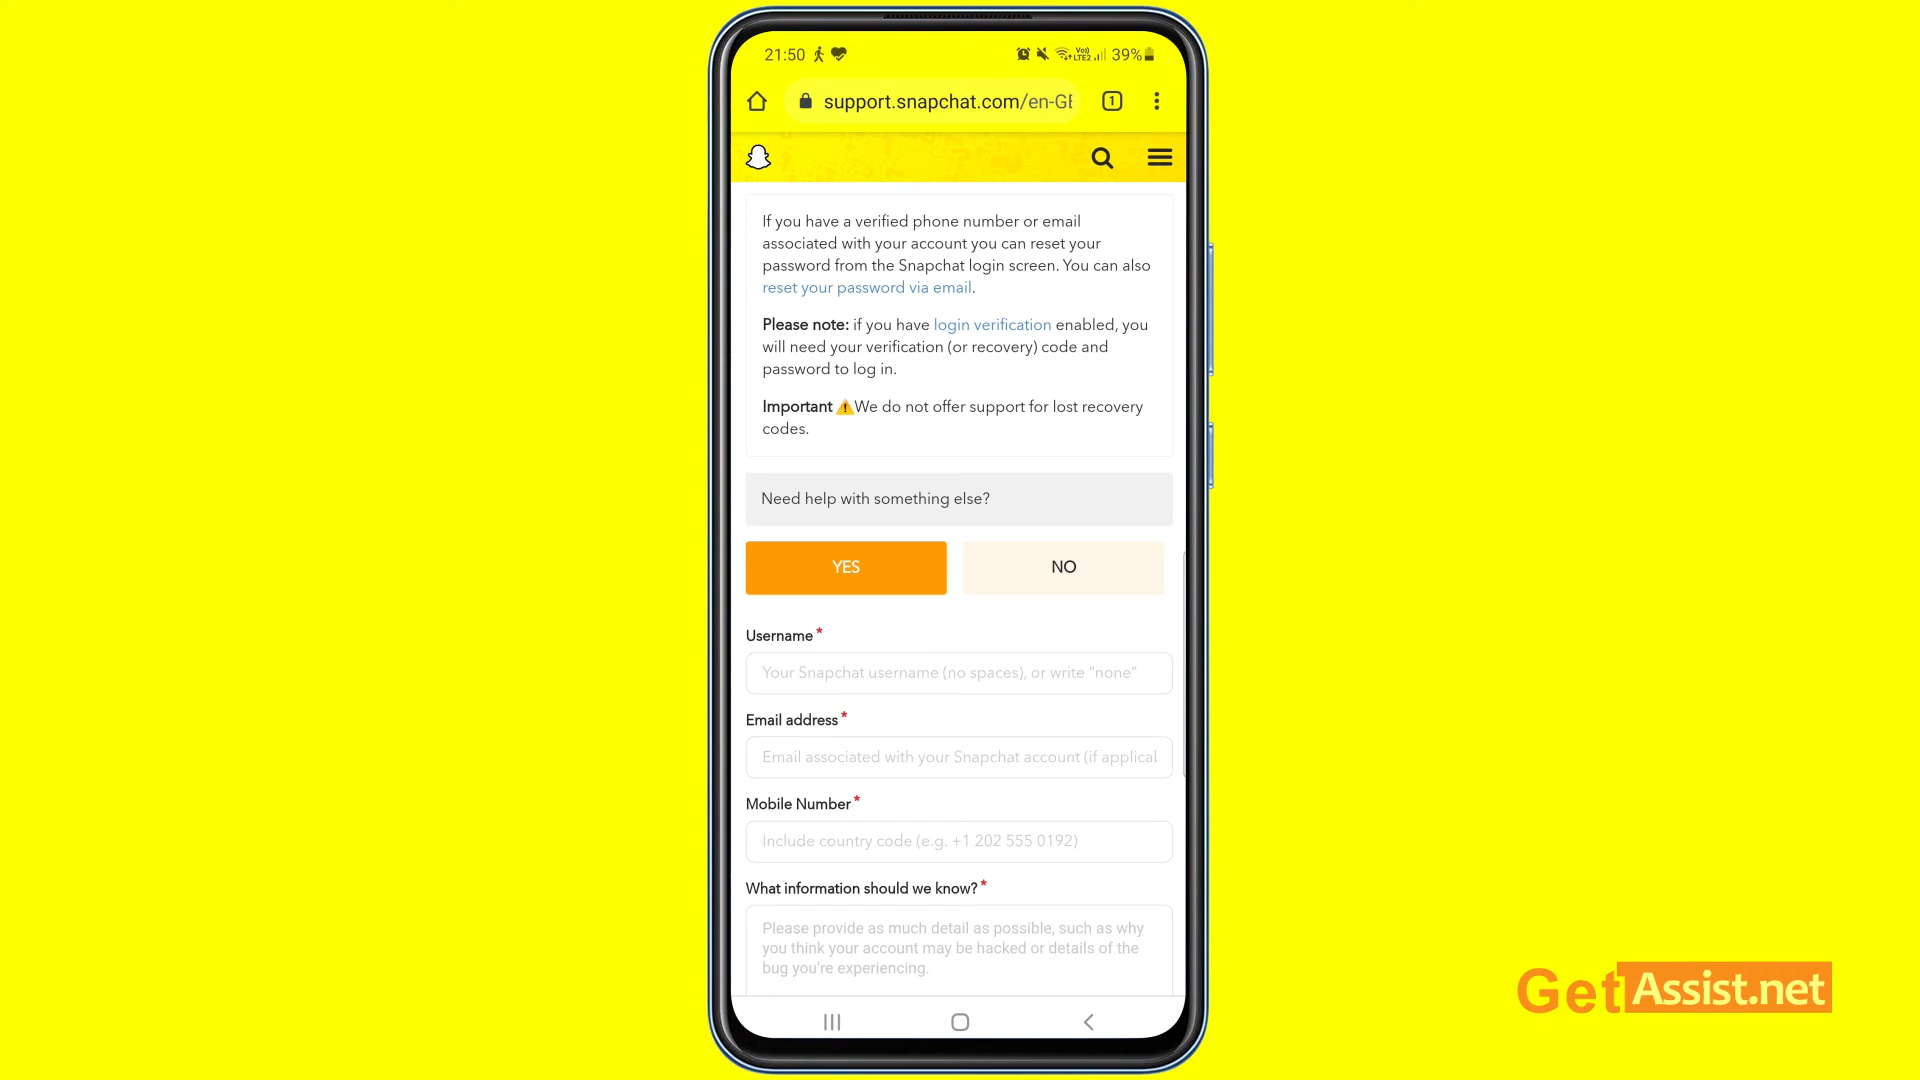 21:50
Vo)
LTE2
39%
support.snapchat.com/en-GE
1
If you have a verified phone number or email
associated with your account you can reset your
password from the Snapchat login screen. You can also
reset your password via email.
Please note: if you have login verification enabled, you
will need your verification (or recovery) code and
password to log in.
Important ⚠️We do not offer support for lost recovery
codes.
Need help with something else?
YES
NO
Username *
Your Snapchat username (no spaces), or write “none”
Email address *
Email associated with your Snapchat account (if applical
Mobile Number *
Include country code (e.g. +1 202 555 0192)
What information should we know? *
Please provide as much detail as possible, such as why
you think your account may be hacked or details of the
bug you're experiencing.
GetAssist.net